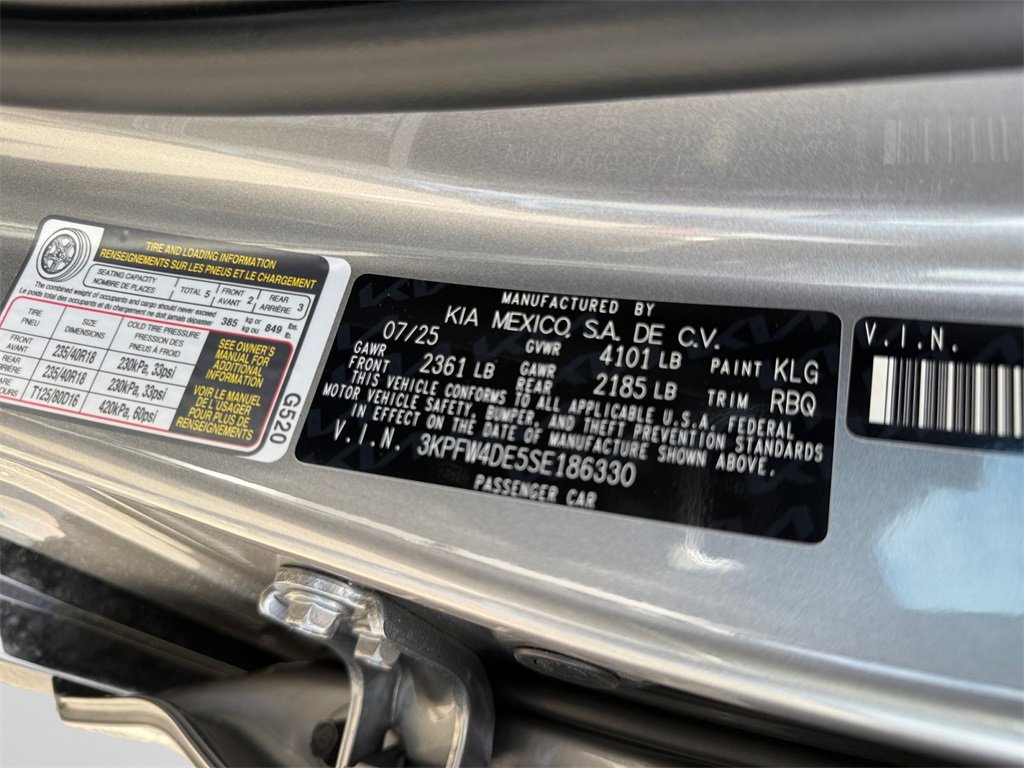 TIRE AND LOADING INFORMATION
RENSEIGNEMENTS SUR LES PNEUS ET LE CHARGEMENT
SEATING CAPACITY
NOMBRE DE PLACES
TOTAL 5
FRONT
AVANT 2
REAR
ARRIÈRE 3
The combined weight of occupants and cargo should never exceed
Le poids total des occupants et du chargement ne doit jamais dépasser
385 kg or
kg ou 849 lbs.
lb.
TIRE
PNEU
SIZE
DIMENSIONS
COLD TIRE PRESSURE
PRESSION DES
PNEUS À FROID
FRONT
AVANT 235/40R18 230kPa, 33psi
REAR
235/40R18 230kPa, 33psi
T125/80D16 420kPa, 60psi
SEE OWNER'S
MANUAL FOR
ADDITIONAL
INFORMATION
VOIR LE MANUEL
DE L'USAGER
POUR PLUS DE
RENSEIGNEMENTS
G520
MANUFACTURED BY
KIA MEXICO, S.A. DE C.V.
07/25 GVWR 4101 LB PAINT KLG
GAWR
FRONT 2361 LB GAWR
REAR 2185 LB TRIM RBQ
THIS VEHICLE CONFORMS TO ALL APPLICABLE U.S.A. FEDERAL
MOTOR VEHICLE SAFETY, BUMPER, AND THEFT PREVENTION STANDARDS
IN EFFECT ON THE DATE OF MANUFACTURE SHOWN ABOVE.
V.I.N. 3KPFW4DE5SE186330
PASSENGER CAR
V.I.N.